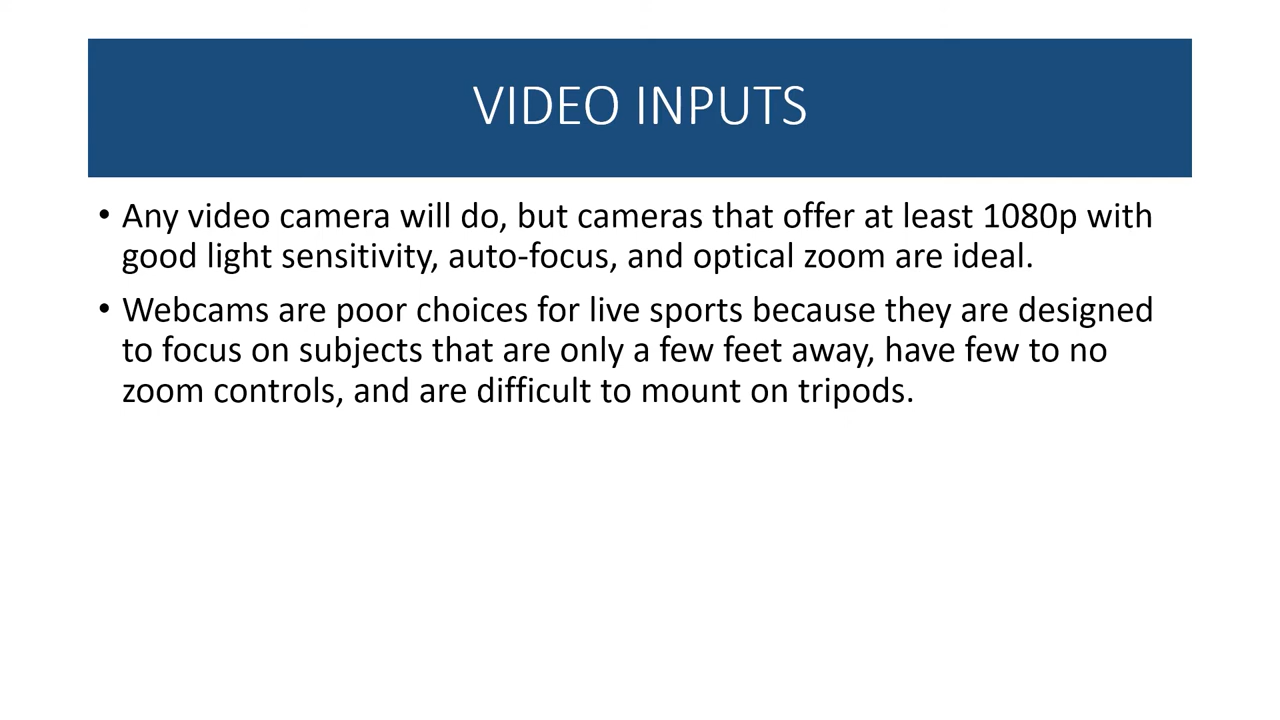 VIDEO INPUTS
• Any video camera will do, but cameras that offer at least 1080p with
good light sensitivity, auto-focus, and optical zoom are ideal.
• Webcams are poor choices for live sports because they are designed
to focus on subjects that are only a few feet away, have few to no
zoom controls, and are difficult to mount on tripods.